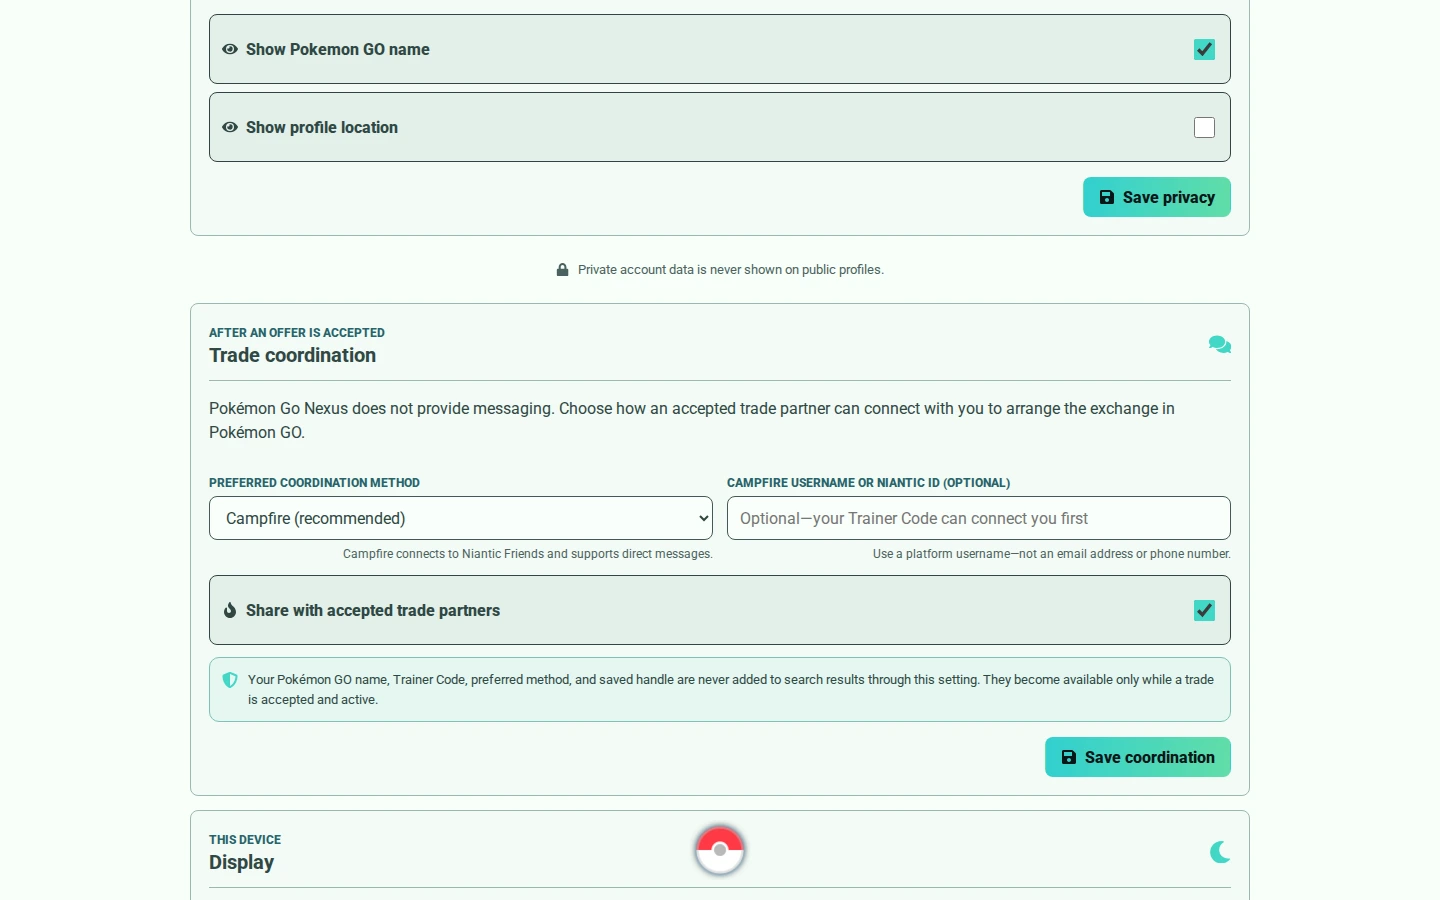 Show Pokemon GO name
Show profile location
Save privacy
Private account data is never shown on public profiles.
AFTER AN OFFER IS ACCEPTED
Trade coordination
Pokémon Go Nexus does not provide messaging. Choose how an accepted trade partner can connect with you to arrange the exchange in
Pokémon GO.
PREFERRED COORDINATION METHOD
Campfire (recommended)
Campfire connects to Niantic Friends and supports direct messages.
CAMPFIRE USERNAME OR NIANTIC ID (OPTIONAL)
Optional—your Trainer Code can connect you first
Use a platform username—not an email address or phone number.
Share with accepted trade partners
Your Pokémon GO name, Trainer Code, preferred method, and saved handle are never added to search results through this setting. They become available only while a trade
is accepted and active.
Save coordination
THIS DEVICE
Display